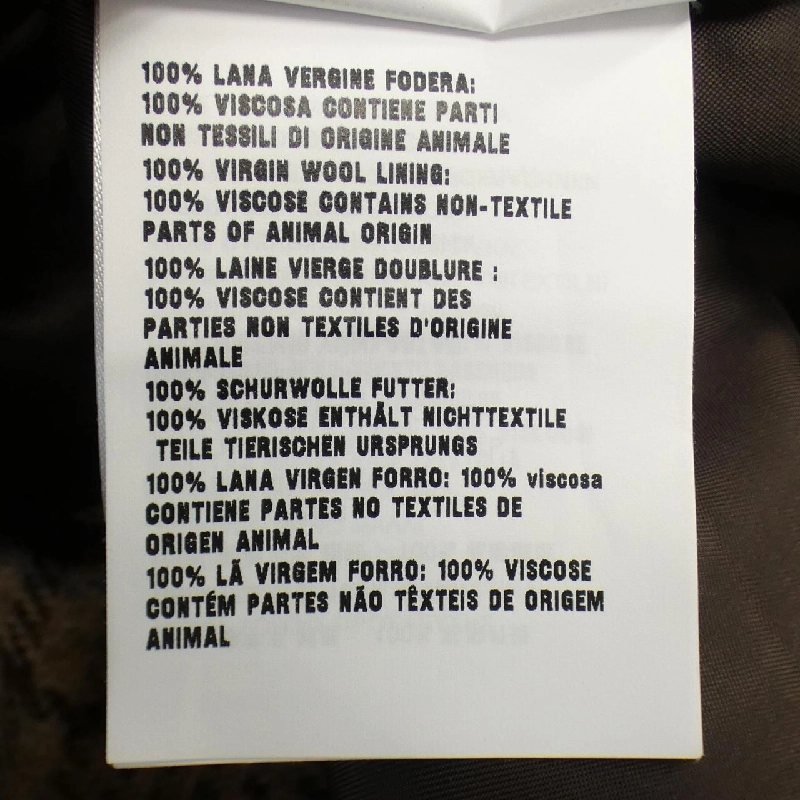 100% LANA VERGINE FODERA:
100% VISCOSA CONTIENE PARTI
NON TESSILI DI ORIGINE ANIMALE
100% VIRGIN WOOL LINING:
100% VISCOSE CONTAINS NON-TEXTILE
PARTS OF ANIMAL ORIGIN
100% LAINE VIERGE DOUBLURE :
100% VISCOSE CONTIENT DES
PARTIES NON TEXTILES D'ORIGINE
ANIMALE
100% SCHURWOLLE FUTTER:
100% VISKOSE ENTHÄLT NICHTTEXTILE
TEILE TIERISCHEN URSPRUNGS
100% LANA VIRGEN FORRO: 100% viscosa
CONTIENE PARTES NO TEXTILES DE
ORIGEN ANIMAL
100% LÃ VIRGEM FORRO: 100% VISCOSE
CONTÉM PARTES NÃO TÊXTEIS DE ORIGEM
ANIMAL